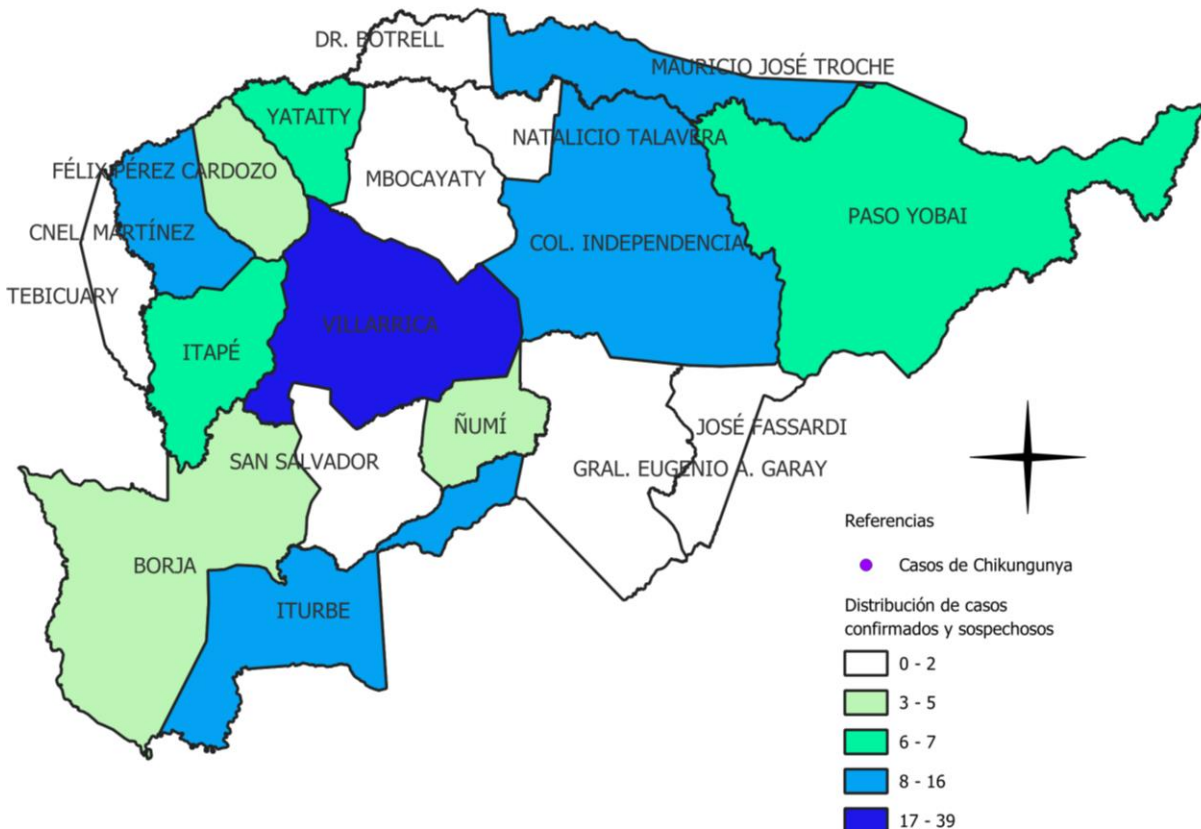 DR. BOTRELL
MAURICIO JOSÉ TROCHE
YATAITY
NATALICIO TALAVERA
FÉLIX PÉREZ CARDOZO
MBOCAYATY
PASO YOBAI
CNEL. MARTÍNEZ
COL. INDEPENDENCIA
TEBICUARY
VILLARRICA
ITAPÉ
ÑUMÍ
JOSÉ FASSARDI
SAN SALVADOR
GRAL. EUGENIO A. GARAY
BORJA
ITURBE
Referencias
Casos de Chikungunya
Distribución de casos
confirmados y sospechosos
0 - 2
3 - 5
6 - 7
8 - 16
17 - 39